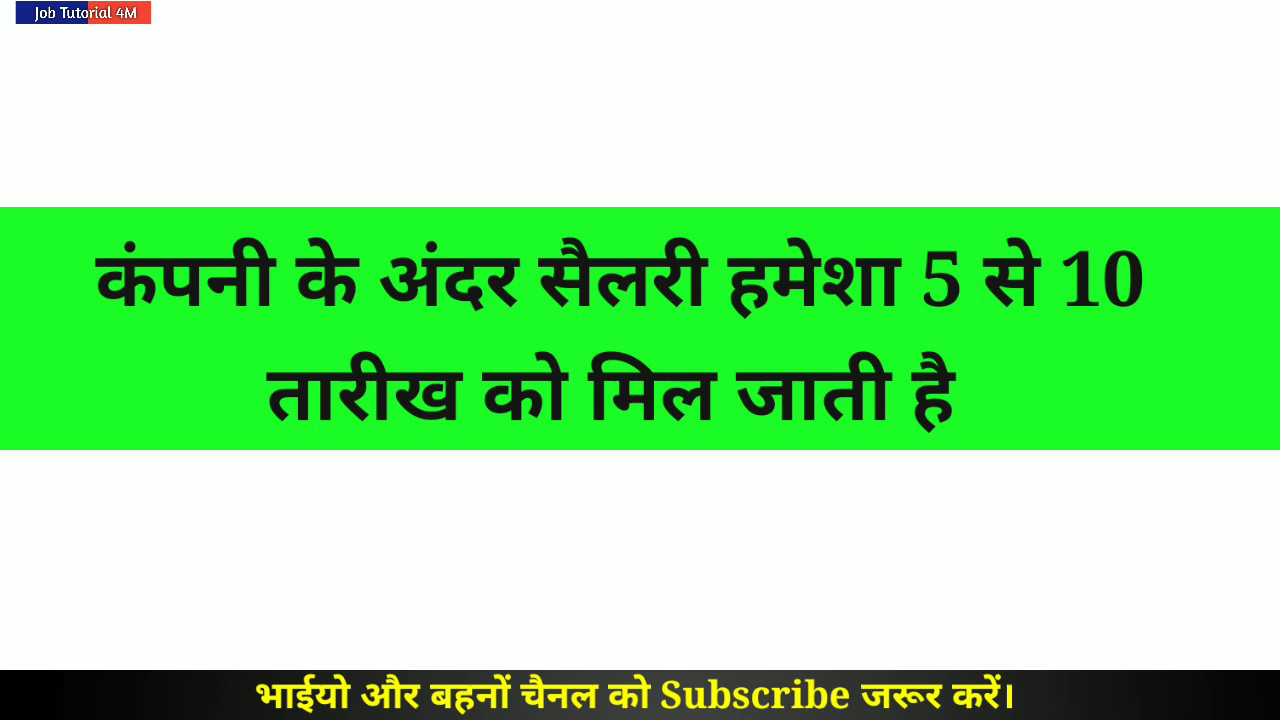 Job Tutorial 4M
कंपनी के अंदर सैलरी हमेशा 5 से 10
तारीख को मिल जाती है
भाईयो और बहनों चैनल को Subscribe जरूर करें।